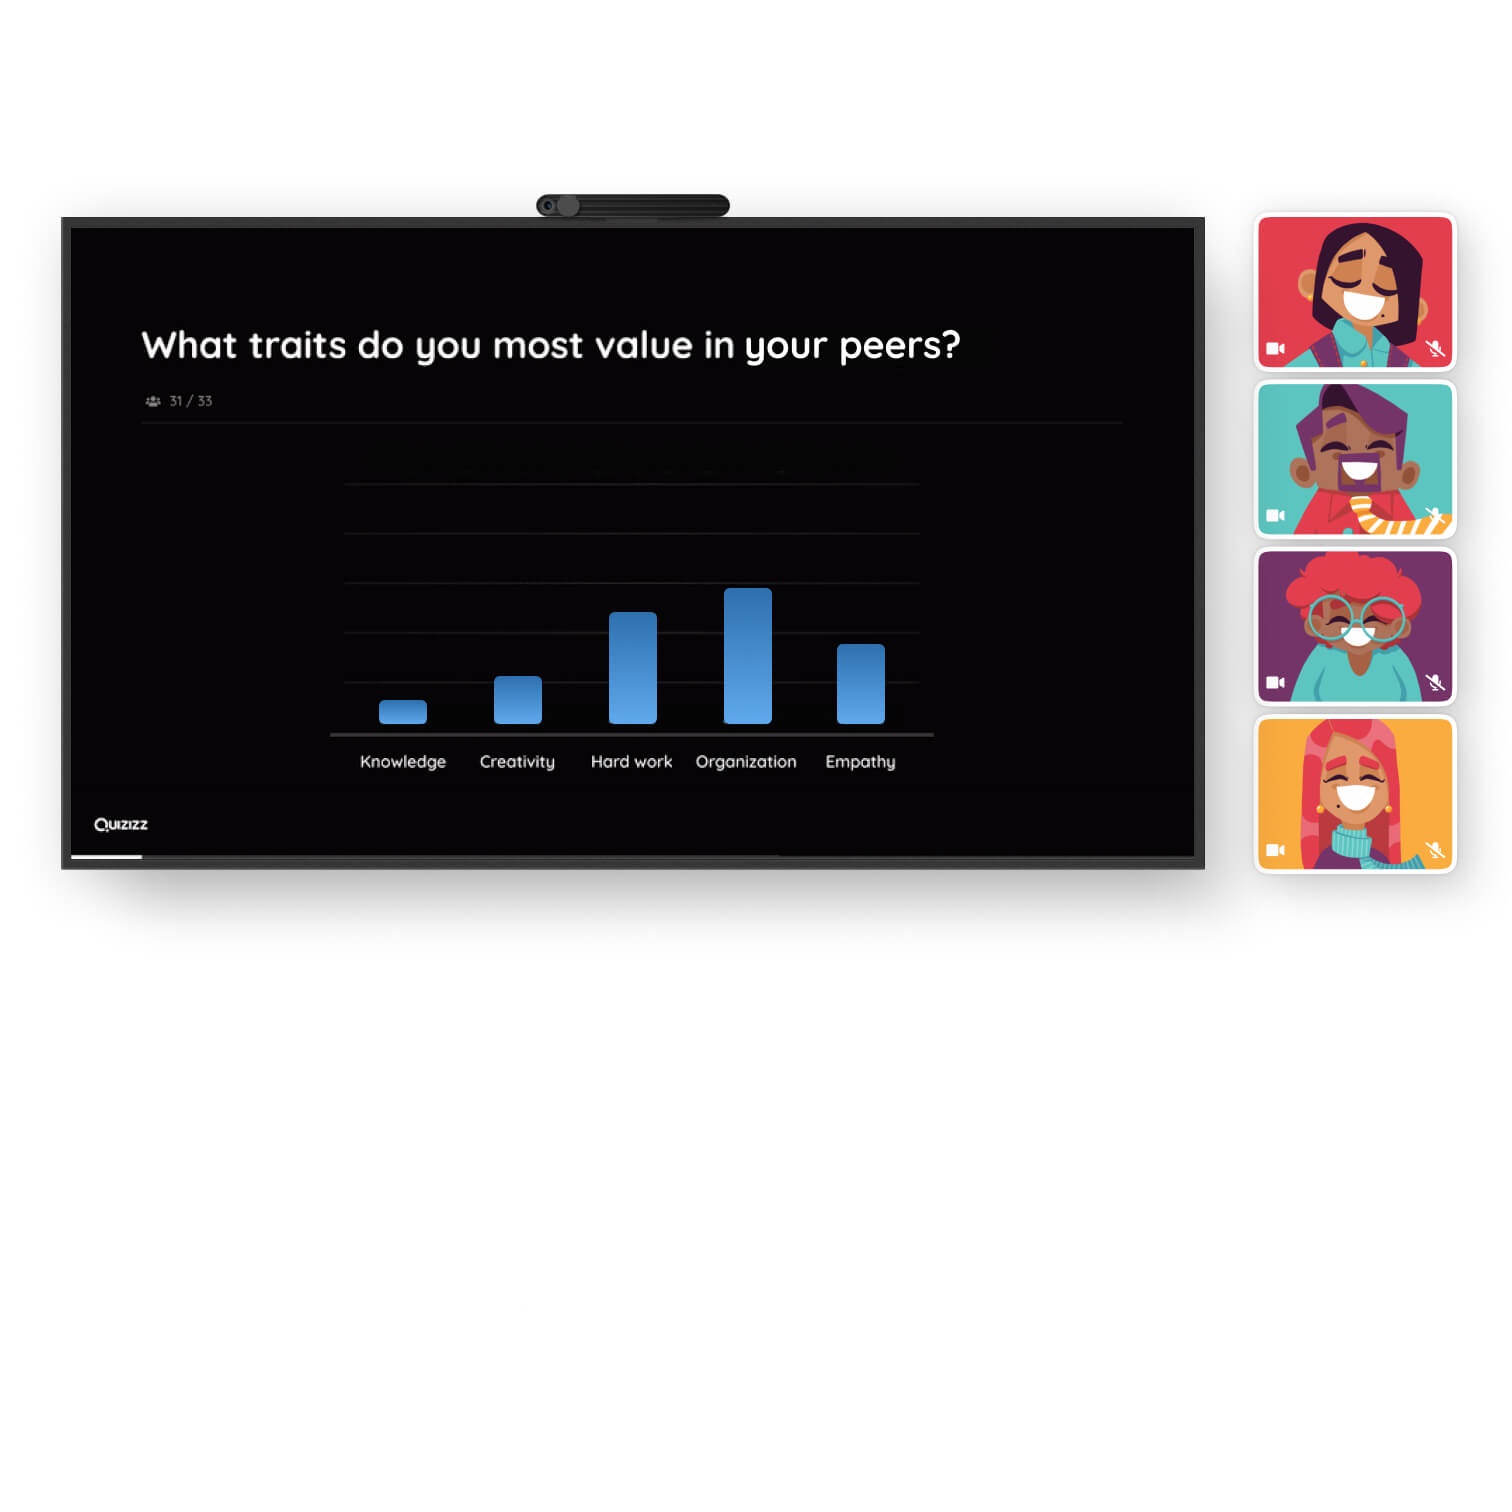 What traits do you most value in your peers?
31 / 33
Knowledge Creativity Hard work Organization Empathy
Quizizz